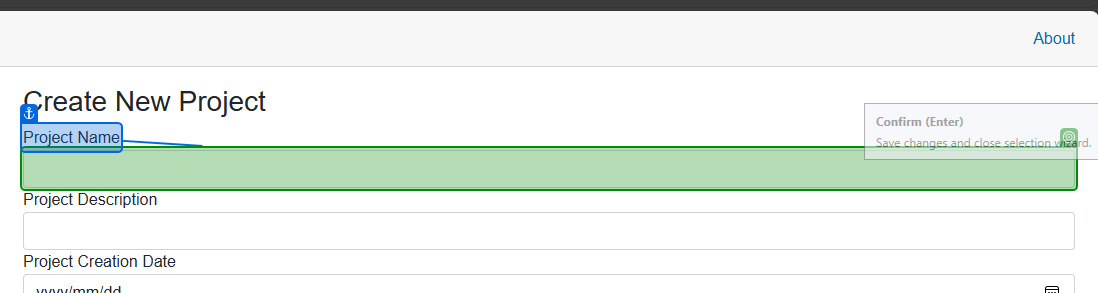 About
Create New Project
Confirm (Enter)
Project Name
Save changes and close selection wizard.
Project Description
Project Creation Date
yyyy/mm/dd